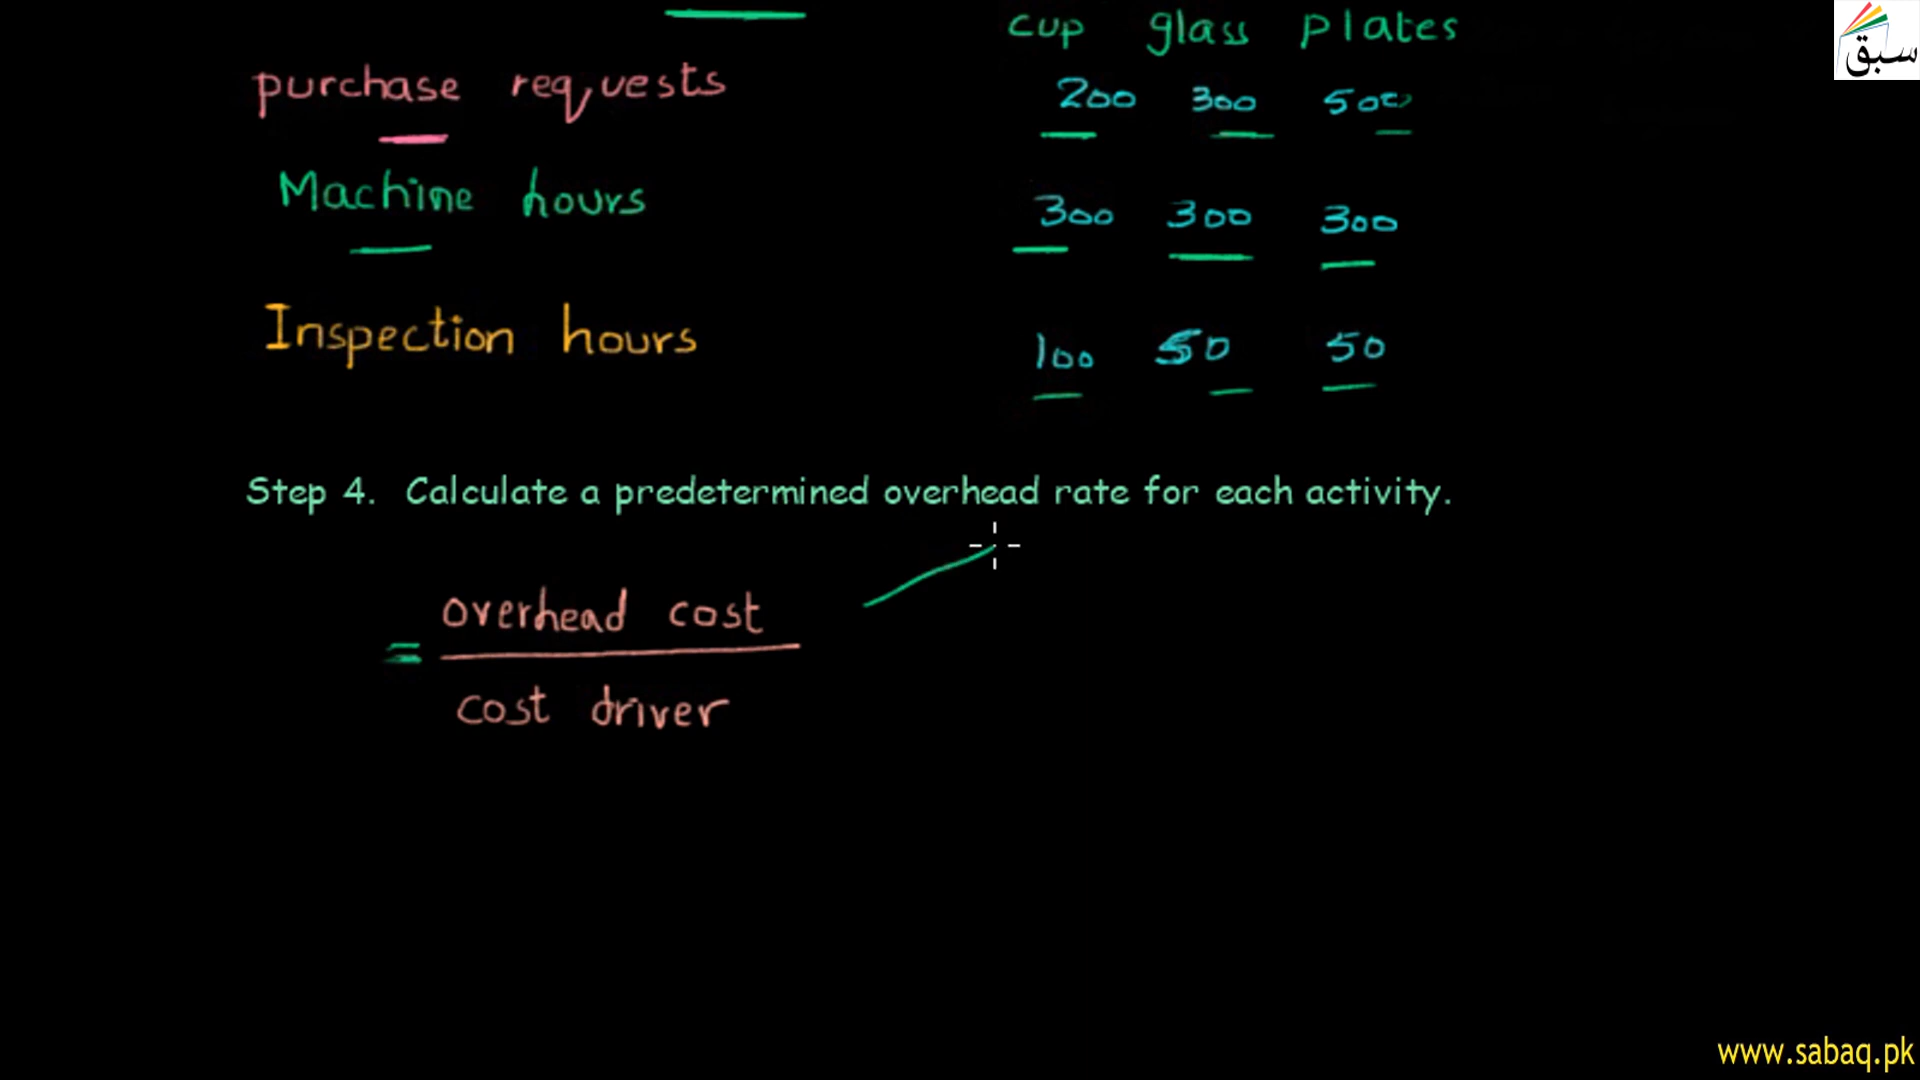 cup glass plates
purchase requests 200 300 500
Machine hours 300 300 300
Inspection hours 100 50 50
Step 4. Calculate a predetermined overhead rate for each activity.
= overhead cost
cost driver
سبق
www.sabaq.pk